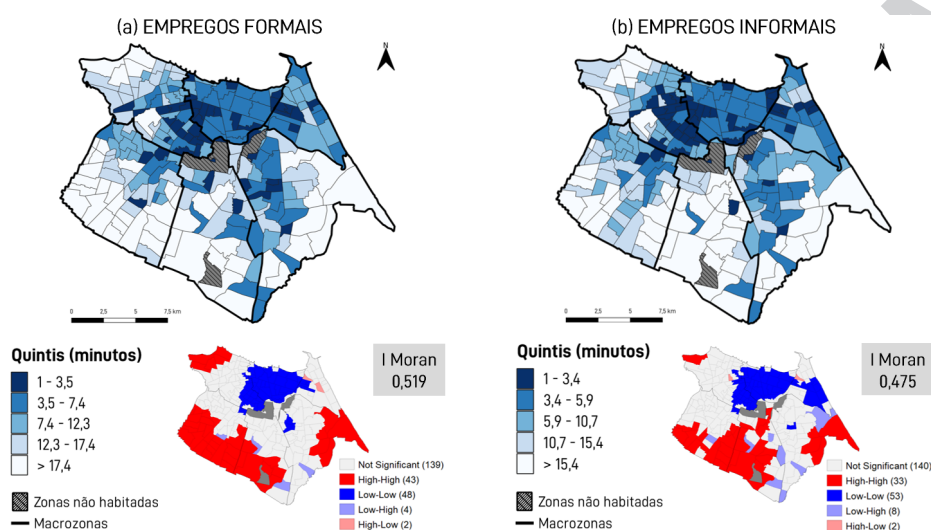 (a) EMPREGOS FORMAIS
N
0 2,5 5 7,5 km
Quintis (minutos)
1 - 3,5
3,5 - 7,4
7,4 - 12,3
12,3 - 17,4
> 17,4
Zonas não habitadas
Macrozonas
I Moran
0,519
Not Significant (139)
High-High (43)
Low-Low (48)
Low-High (4)
High-Low (2)
(b) EMPREGOS INFORMAIS
N
0 2,5 5 7,5 km
Quintis (minutos)
1 - 3,4
3,4 - 5,9
5,9 - 10,7
10,7 - 15,4
> 15,4
Zonas não habitadas
Macrozonas
I Moran
0,475
Not Significant (140)
High-High (33)
Low-Low (53)
Low-High (8)
High-Low (2)